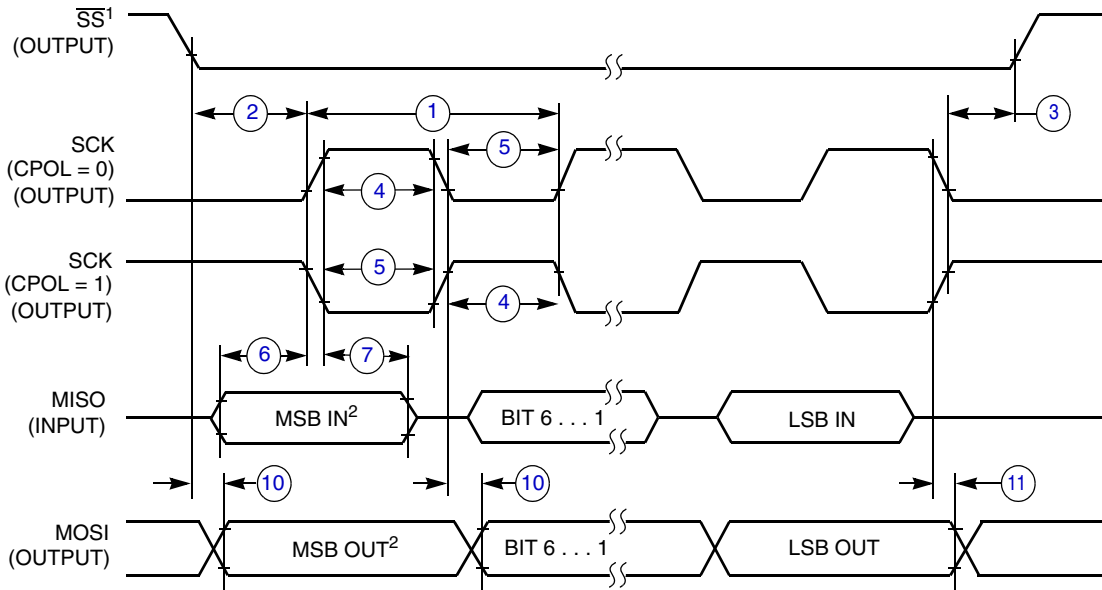 SS¹
(OUTPUT)
2
1
3
SCK
(CPOL = 0)
(OUTPUT)
5
4
SCK
(CPOL = 1)
(OUTPUT)
5
4
6
7
MISO
(INPUT)
MSB IN²
BIT 6 . . . 1
LSB IN
10
10
11
MOSI
(OUTPUT)
MSB OUT²
BIT 6 . . . 1
LSB OUT